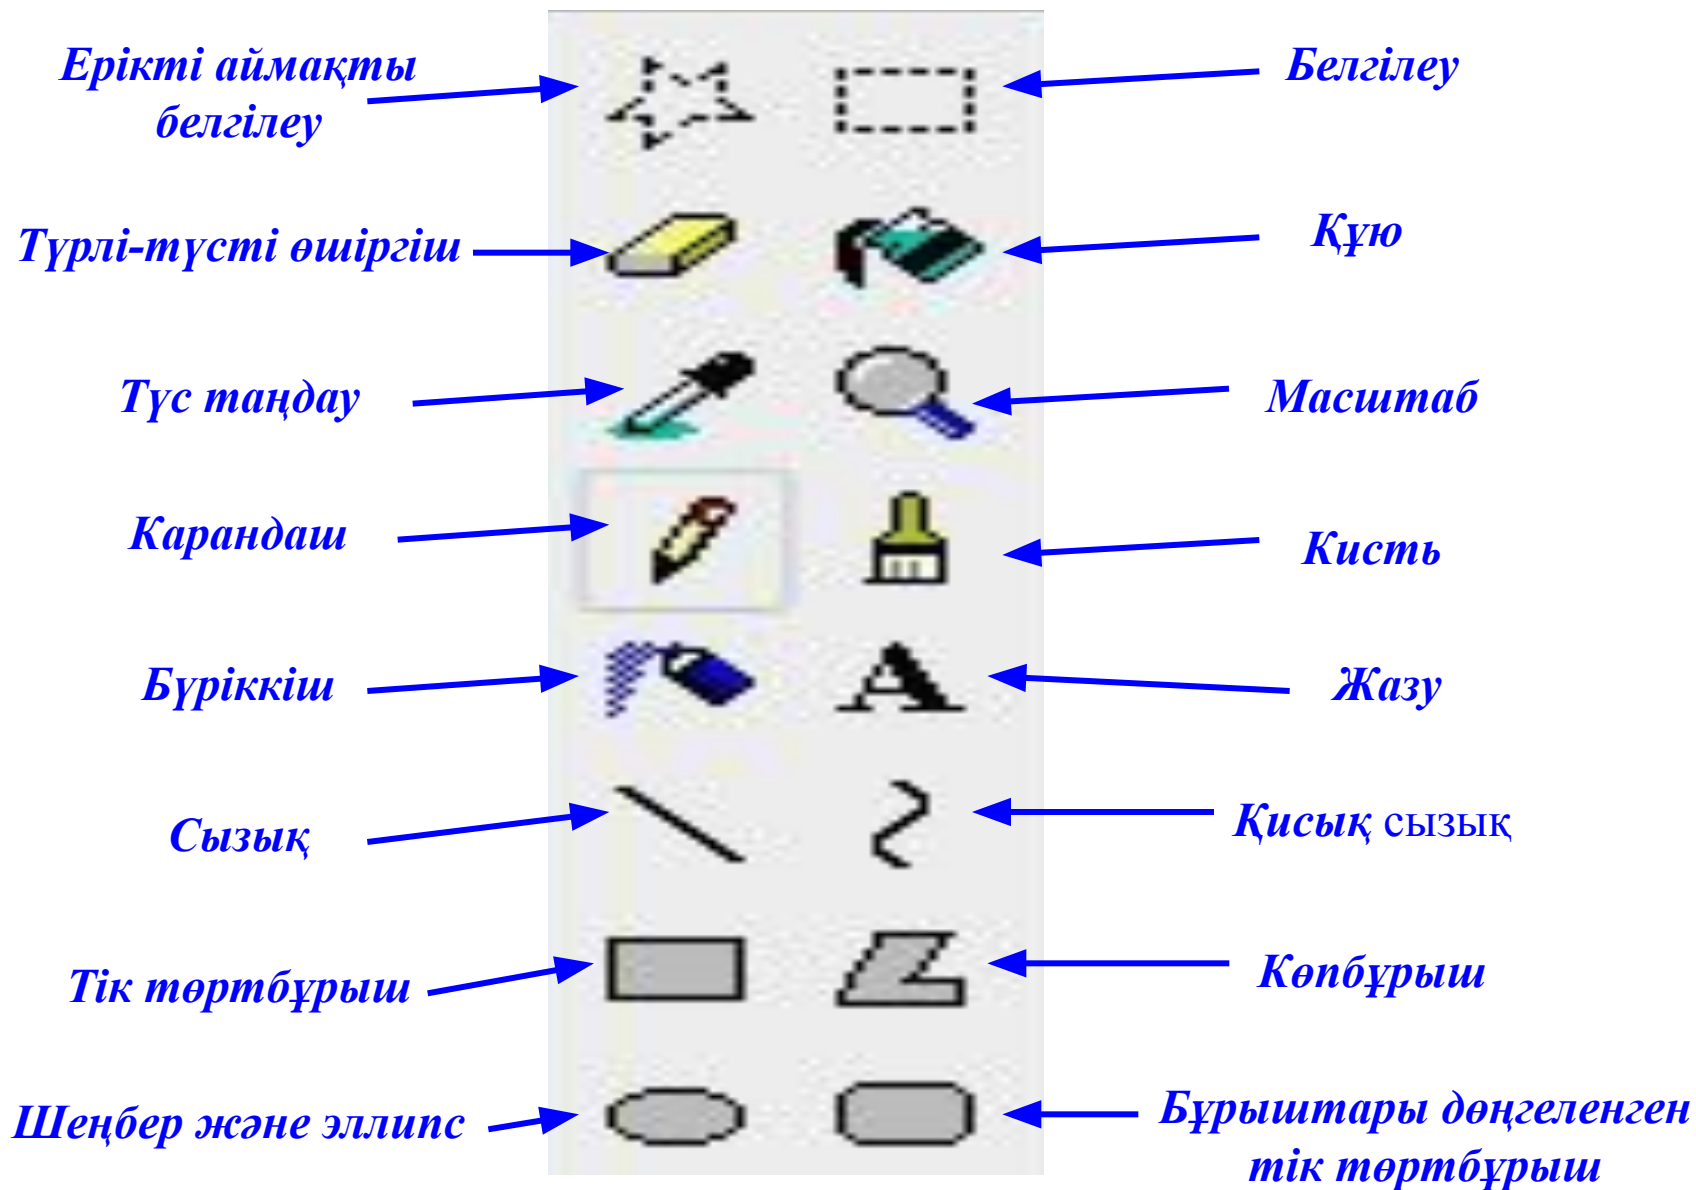 Ерікті аймақты
белгілеу
Белгілеу
Түрлі-түсті өшіргіш
Құю
Түс таңдау
Масштаб
Карандаш
Кисть
Бүріккіш
Жазу
Сызық
Қисық сызық
Тік төртбұрыш
Көпбұрыш
Шеңбер және эллипс
Бұрыштары дөңгеленген
тік төртбұрыш